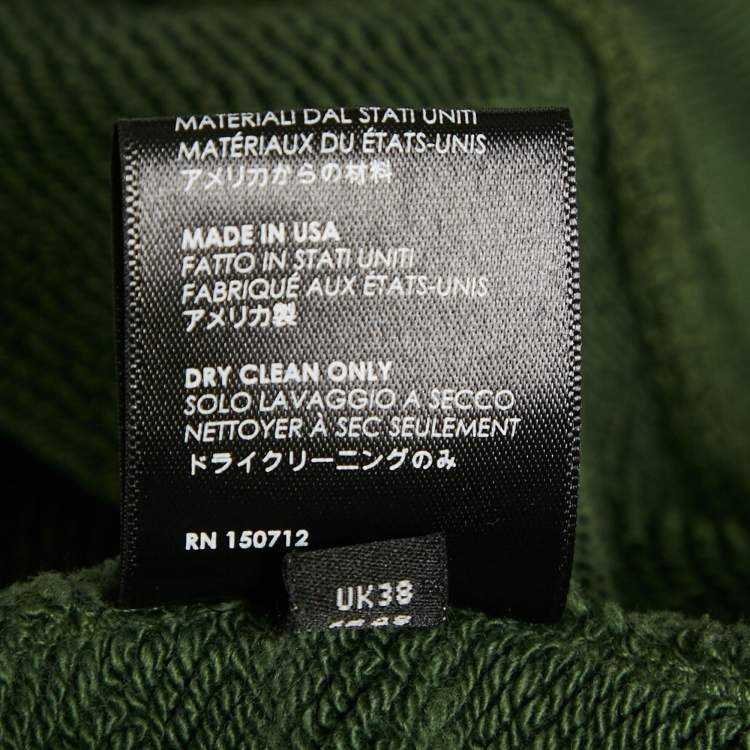 MATERIALI DAL STATI UNITI
MATÉRIAUX DU ÉTATS-UNIS
アメリカからの材料
MADE IN USA
FATTO IN STATI UNITI
FABRIQUÉ AUX ÉTATS-UNIS
アメリカ製
DRY CLEAN ONLY
SOLO LAVAGGIO A SECCO
NETTOYER À SEC SEULEMENT
ドライクリーニングのみ
RN 150712
UK38